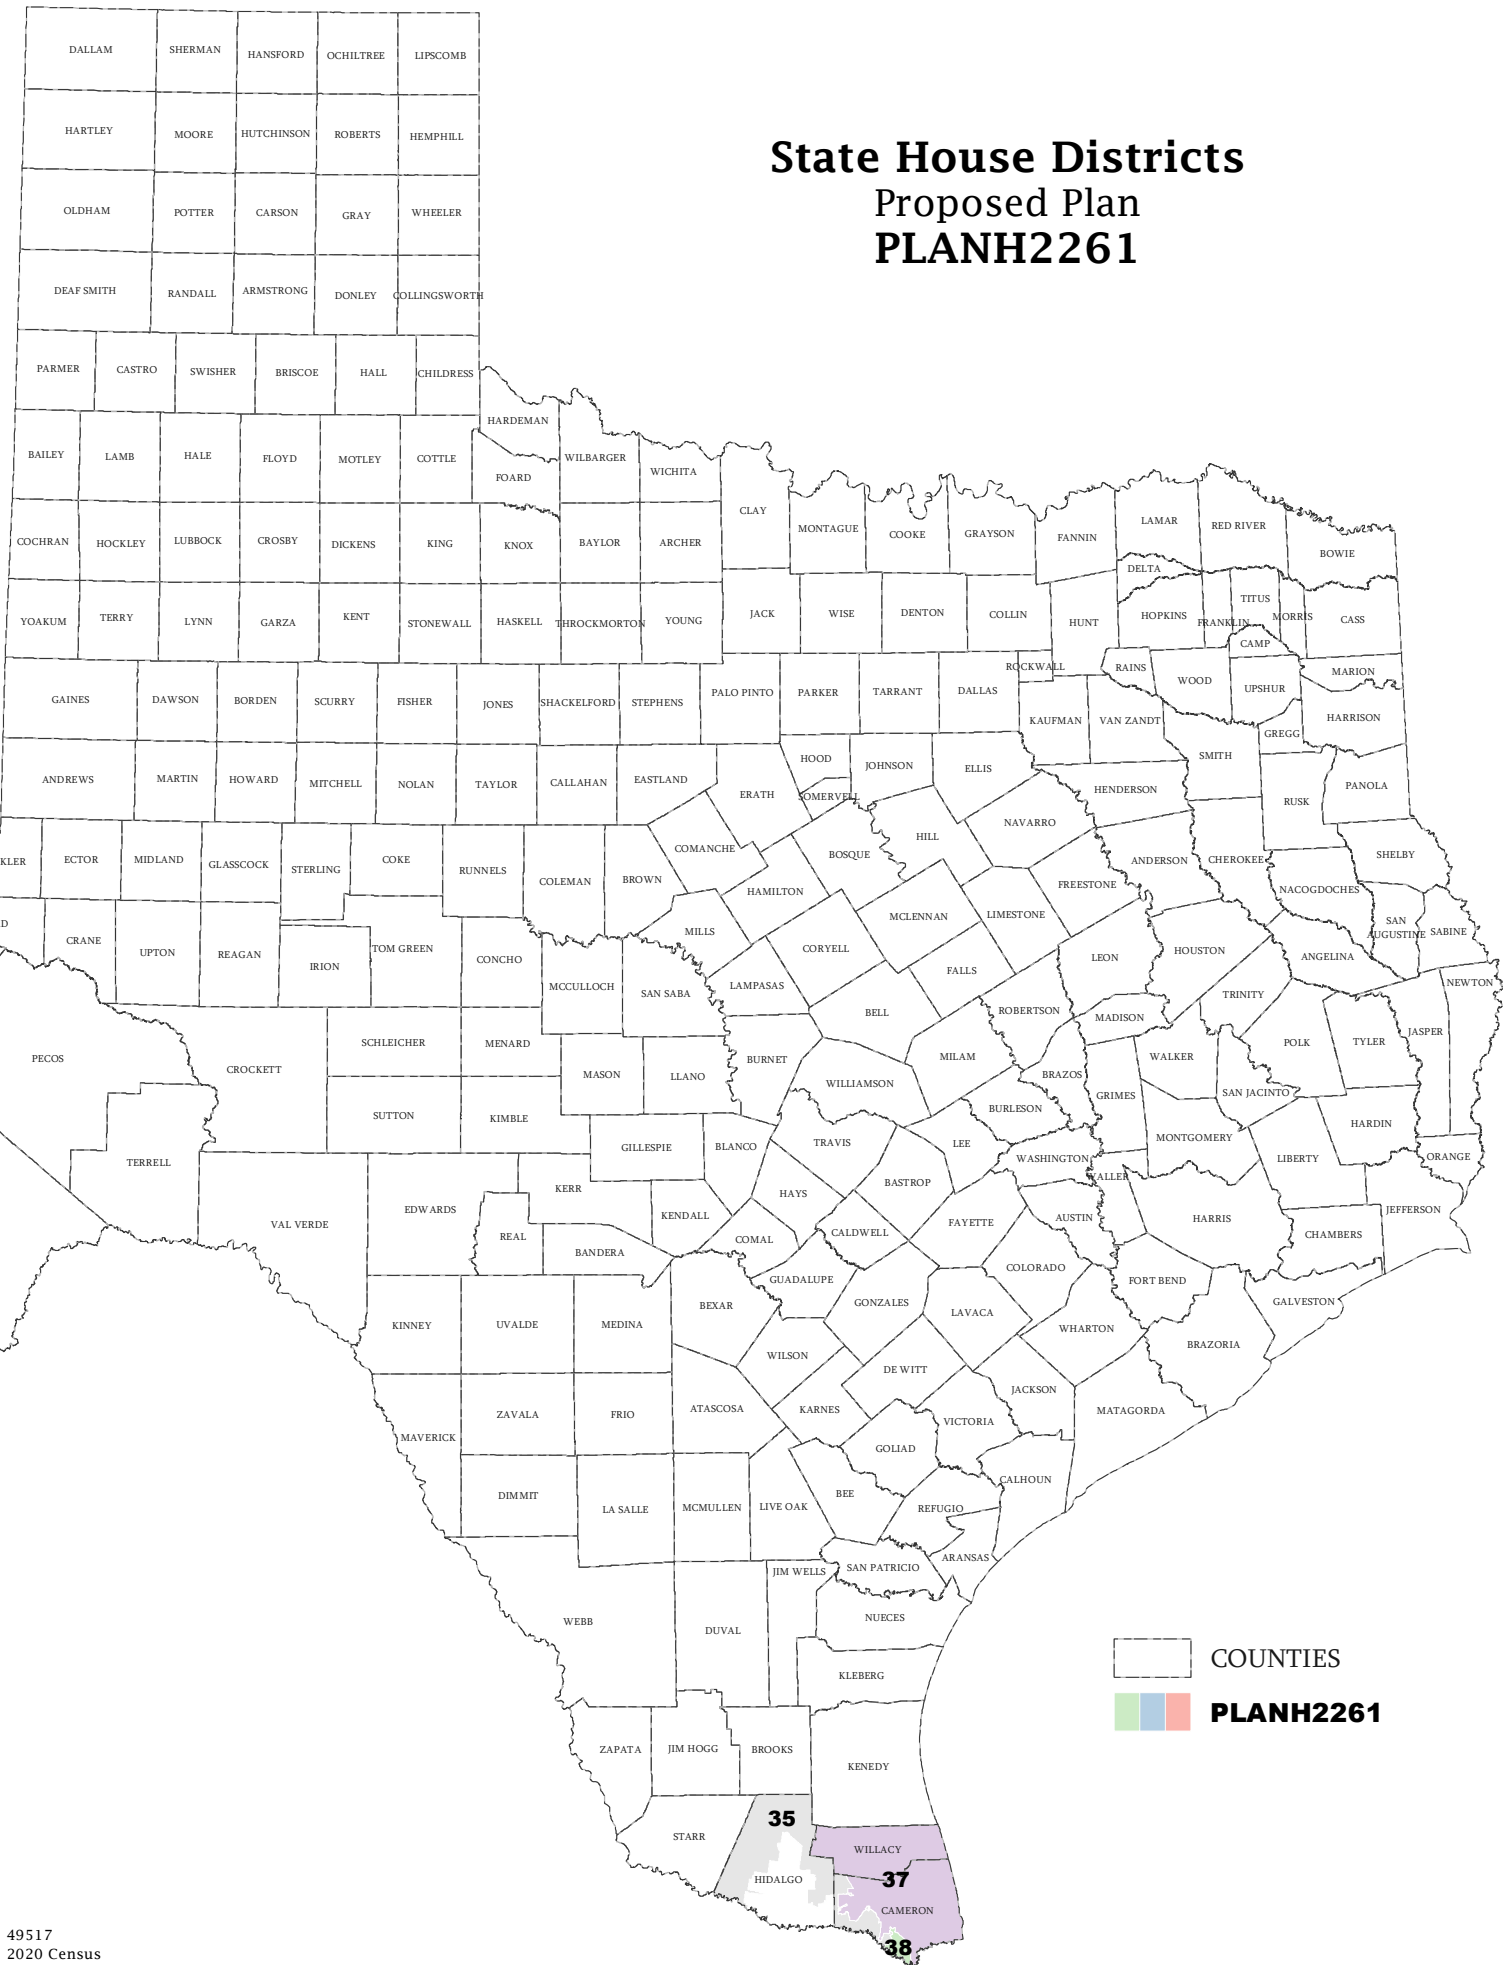 State House Districts
Proposed Plan
PLANH2261
DALLAM
SHERMAN
HANSFORD
OCHILTREE
LIPSCOMB
HARTLEY
MOORE
HUTCHINSON
ROBERTS
HEMPHILL
OLDHAM
POTTER
CARSON
GRAY
WHEELER
DEAF SMITH
RANDALL
ARMSTRONG
DONLEY
COLLINGSWORTH
PARMER
CASTRO
SWISHER
BRISCOE
HALL
CHILDRESS
HARDEMAN
BAILEY
LAMB
HALE
FLOYD
MOTLEY
COTTLE
FOARD
WILBARGER
WICHITA
CLAY
MONTAGUE
COOKE
GRAYSON
FANNIN
LAMAR
RED RIVER
BOWIE
DELTA
COCHRAN
HOCKLEY
LUBBOCK
CROSBY
DICKENS
KING
KNOX
BAYLOR
ARCHER
YOAKUM
TERRY
LYNN
GARZA
KENT
STONEWALL
HASKELL
THROCKMORTON
YOUNG
JACK
WISE
DENTON
COLLIN
HUNT
HOPKINS
FRANKLIN
TITUS
MORRIS
CASS
CAMP
GAINES
DAWSON
BORDEN
SCURRY
FISHER
JONES
SHACKELFORD
STEPHENS
PALO PINTO
PARKER
TARRANT
DALLAS
ROCKWALL
RAINS
WOOD
UPSHUR
MARION
KAUFMAN
VAN ZANDT
GREGG
HARRISON
ANDREWS
MARTIN
HOWARD
MITCHELL
NOLAN
TAYLOR
CALLAHAN
EASTLAND
ERATH
HOOD
SOMERVELL
JOHNSON
ELLIS
HENDERSON
SMITH
RUSK
PANOLA
KLER
ECTOR
MIDLAND
GLASSCOCK
STERLING
COKE
RUNNELS
COLEMAN
BROWN
COMANCHE
HAMILTON
BOSQUE
HILL
NAVARRO
ANDERSON
CHEROKEE
SHELBY
NACOGDOCHES
FREESTONE
LIMESTONE
MCLENNAN
D
CRANE
UPTON
REAGAN
IRION
TOM GREEN
CONCHO
MCCULLOCH
SAN SABA
MILLS
LAMPASAS
CORYELL
BELL
FALLS
ROBERTSON
LEON
HOUSTON
ANGELINA
SAN
AUGUSTINE
SABINE
NEWTON
TRINITY
MADISON
PECOS
CROCKETT
SCHLEICHER
MENARD
MASON
LLANO
BURNET
WILLIAMSON
MILAM
BRAZOS
GRIMES
WALKER
SAN JACINTO
POLK
TYLER
JASPER
HARDIN
TERRELL
SUTTON
KIMBLE
GILLESPIE
BLANCO
TRAVIS
LEE
BURLESON
WASHINGTON
WALLER
MONTGOMERY
LIBERTY
ORANGE
VAL VERDE
EDWARDS
REAL
KERR
KENDALL
BANDERA
HAYS
COMAL
CALDWELL
BASTROP
FAYETTE
AUSTIN
HARRIS
CHAMBERS
JEFFERSON
KINNEY
UVALDE
MEDINA
BEXAR
GUADALUPE
GONZALES
LAVACA
COLORADO
FORT BEND
GALVESTON
WILSON
DE WITT
WHARTON
BRAZORIA
MAVERICK
ZAVALA
FRIO
ATASCOSA
KARNES
GOLIAD
VICTORIA
JACKSON
MATAGORDA
DIMMIT
LA SALLE
MCMULLEN
LIVE OAK
BEE
REFUGIO
CALHOUN
ARANSAS
SAN PATRICIO
JIM WELLS
WEBB
DUVAL
NUECES
KLEBERG
COUNTIES
PLANH2261
ZAPATA
JIM HOGG
BROOKS
KENEDY
STARR
35
HIDALGO
WILLACY
37
CAMERON
38
49517
2020 Census